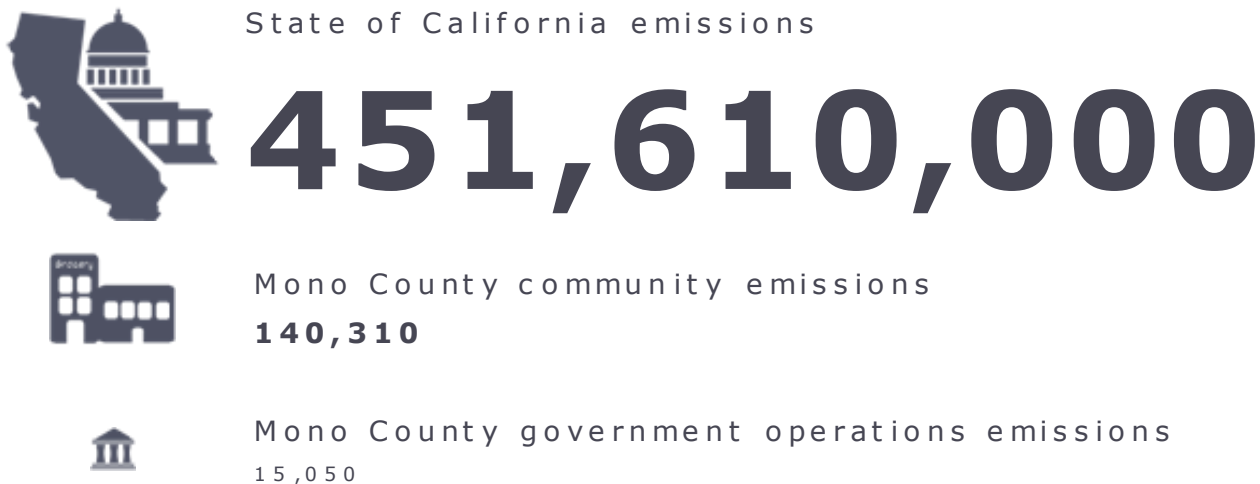 State of California emissions
451,610,000
Mono County community emissions
140,310
Mono County government operations emissions
15,050